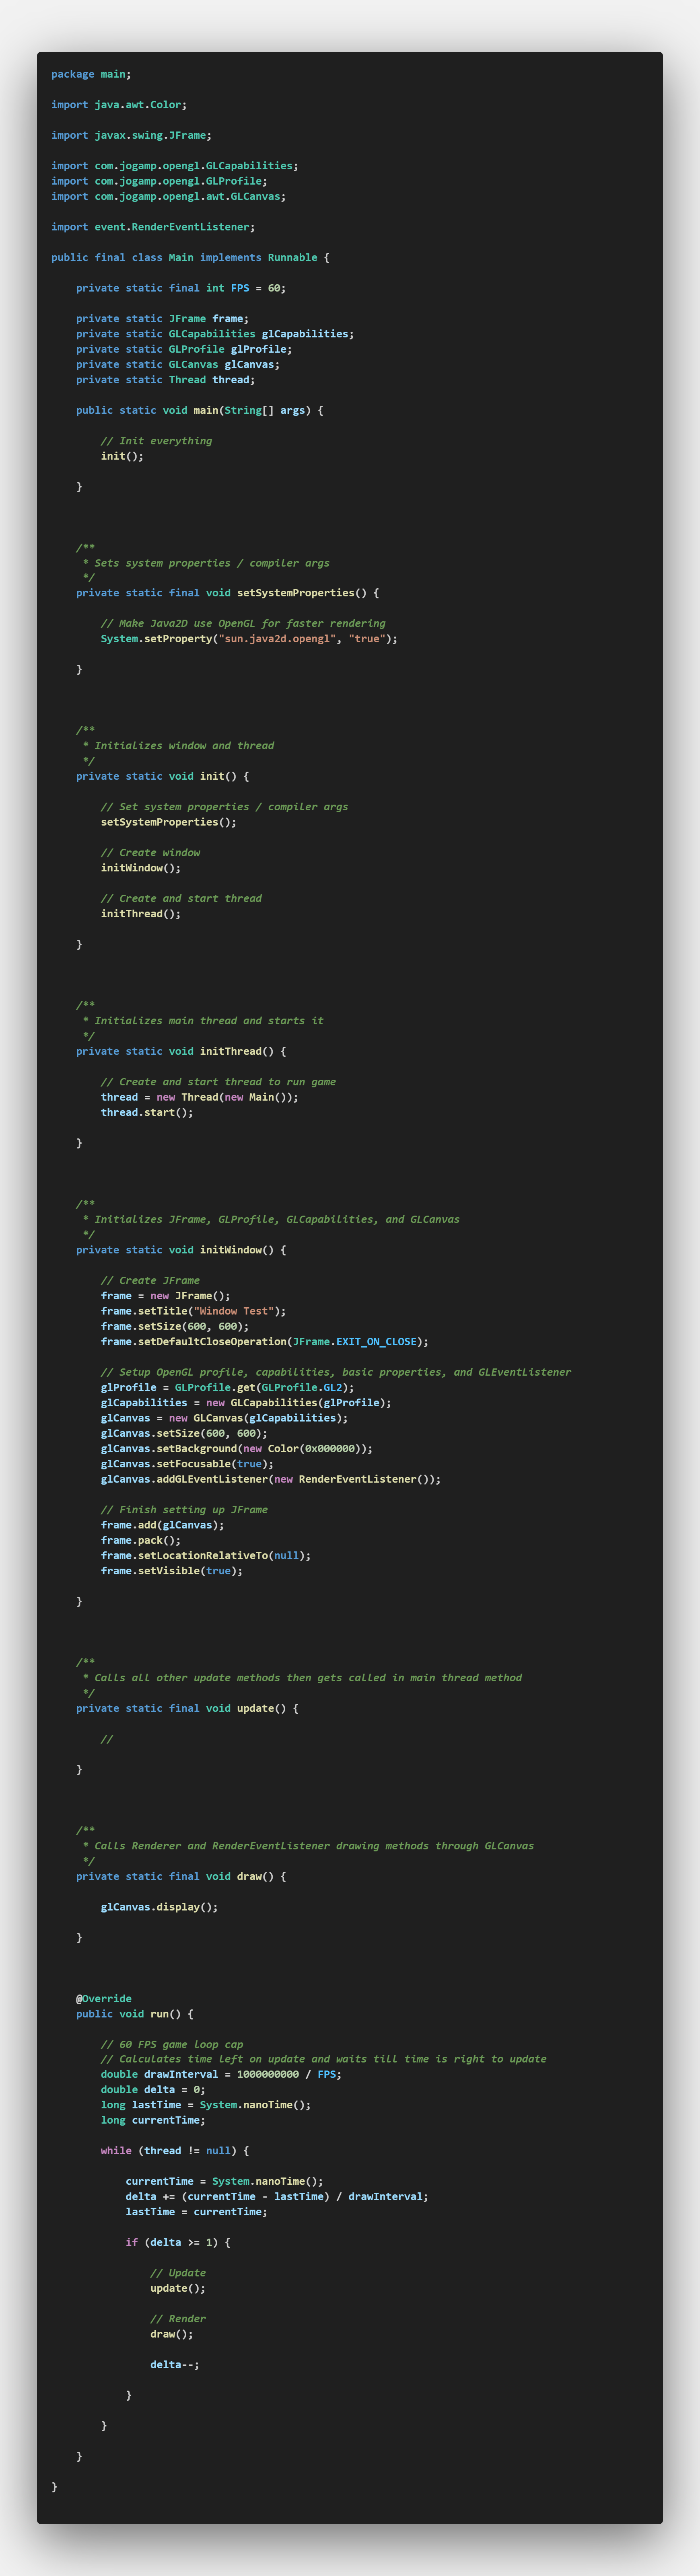 package main;
import java.awt.Color;
import javax.swing.JFrame;
import com.jogamp.opengl.GLCapabilities;
import com.jogamp.opengl.GLProfile;
import com.jogamp.opengl.awt.GLCanvas;
import event.RenderEventListener;
public final class Main implements Runnable {
private static final int FPS = 60;
private static JFrame frame;
private static GLCapabilities glCapabilities;
private static GLProfile glProfile;
private static GLCanvas glCanvas;
private static Thread thread;
public static void main(String[] args) {
// Init everything
init();
}
/**
* Sets system properties / compiler args
*/
private static final void setSystemProperties() {
// Make Java2D use OpenGL for faster rendering
System.setProperty("sun.java2d.opengl", "true");
}
/**
* Initializes window and thread
*/
private static void init() {
// Set system properties / compiler args
setSystemProperties();
// Create window
initWindow();
// Create and start thread
initThread();
}
/**
* Initializes main thread and starts it
*/
private static void initThread() {
// Create and start thread to run game
thread = new Thread(new Main());
thread.start();
}
/**
* Initializes JFrame, GLProfile, GLCapabilities, and GLCanvas
*/
private static void initWindow() {
// Create JFrame
frame = new JFrame();
frame.setTitle("Window Test");
frame.setSize(600, 600);
frame.setDefaultCloseOperation(JFrame.EXIT_ON_CLOSE);
// Setup OpenGL profile, capabilities, basic properties, and GLEventListener
glProfile = GLProfile.get(GLProfile.GL2);
glCapabilities = new GLCapabilities(glProfile);
glCanvas = new GLCanvas(glCapabilities);
glCanvas.setSize(600, 600);
glCanvas.setBackground(new Color(0x000000));
glCanvas.setFocusable(true);
glCanvas.addGLEventListener(new RenderEventListener());
// Finish setting up JFrame
frame.add(glCanvas);
frame.pack();
frame.setLocationRelativeTo(null);
frame.setVisible(true);
}
/**
* Calls all other update methods then gets called in main thread method
*/
private static final void update() {
//
}
/**
* Calls Renderer and RenderEventListener drawing methods through GLCanvas
*/
private static final void draw() {
glCanvas.display();
}
@Override
public void run() {
// 60 FPS game loop cap
// Calculates time left on update and waits till time is right to update
double drawInterval = 1000000000 / FPS;
double delta = 0;
long lastTime = System.nanoTime();
long currentTime;
while (thread != null) {
currentTime = System.nanoTime();
delta += (currentTime - lastTime) / drawInterval;
lastTime = currentTime;
if (delta >= 1) {
// Update
update();
// Render
draw();
delta--;
}
}
}
}